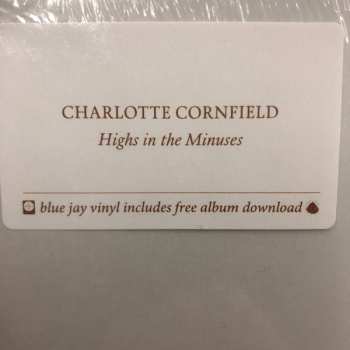 CHARLOTTE CORNFIELD
Highs in the Minuses
blue jay vinyl includes free album download